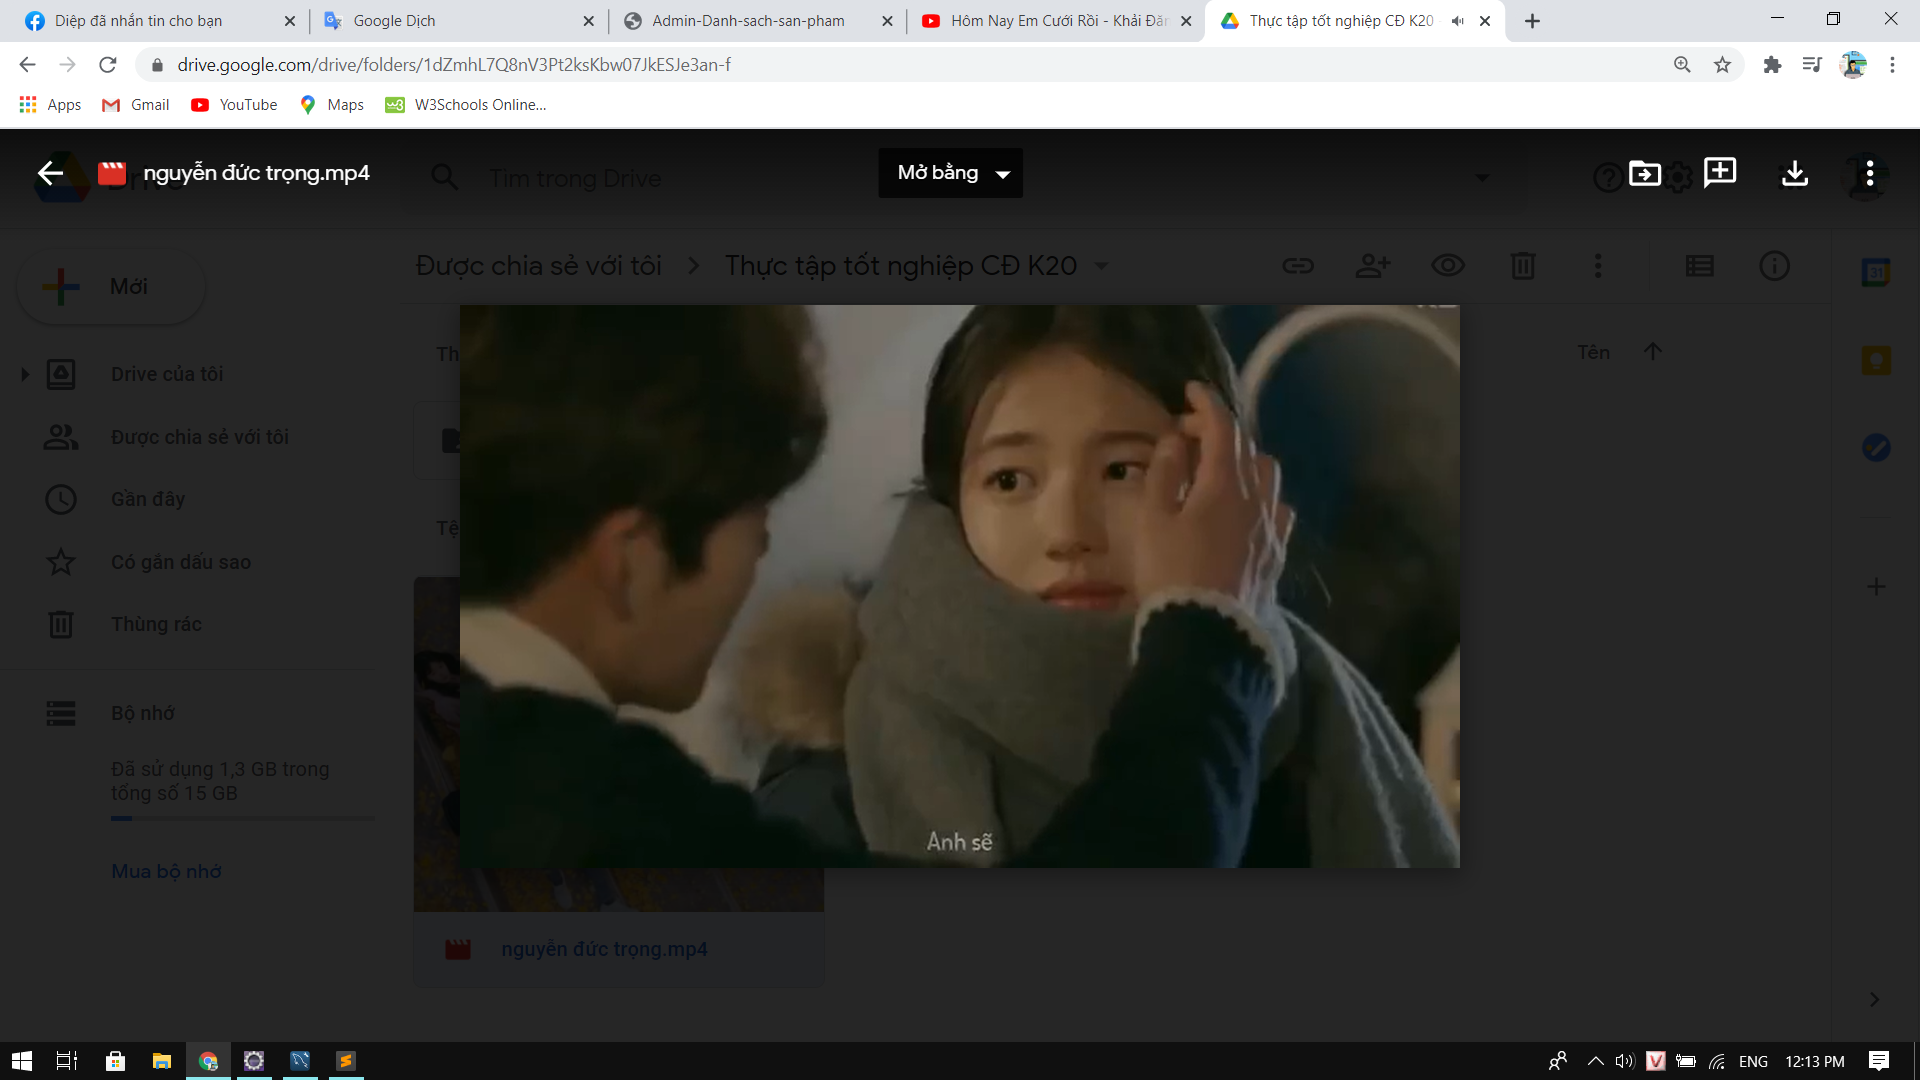 Diệp đã nhắn tin cho bạn
Google Dịch
Admin-Danh-sach-san-pham
Hôm Nay Em Cưới Rồi - Khải Đăn
Thực tập tốt nghiệp CĐ K20
drive.google.com/drive/folders/1dZmhL7Q8nV3Pt2ksKbw07JkESJe3an-f
Apps
Gmail
YouTube
Maps
W3Schools Online...
nguyễn đức trọng.mp4
Tìm trong Drive
Mở bằng
Mới
Được chia sẻ với tôi
Thực tập tốt nghiệp CĐ K20
31
Th
Tên
Drive của tôi
Được chia sẻ với tôi
Gần đây
Tệ
Có gắn dấu sao
Thùng rác
Bộ nhớ
Đã sử dụng 1,3 GB trong
tổng số 15 GB
Mua bộ nhớ
Anh sẽ
nguyễn đức trọng.mp4
ENG
12:13 PM